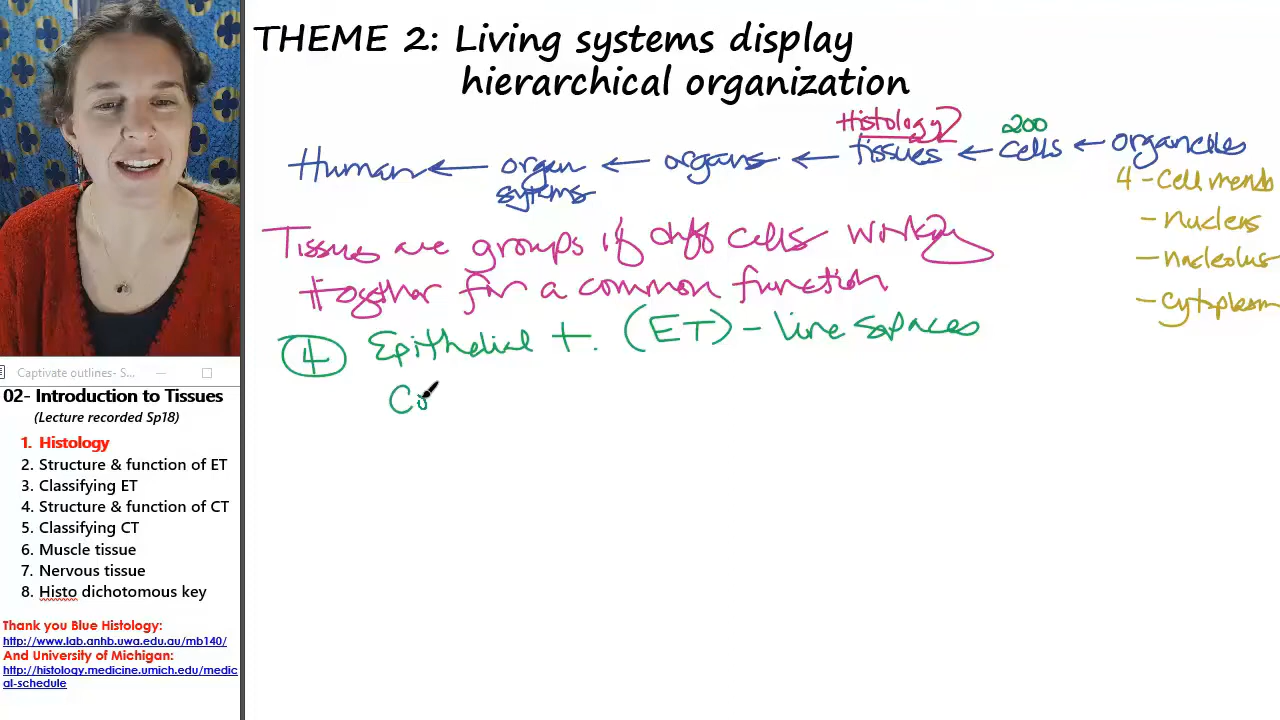 THEME 2: Living systems display
hierarchical organization
Histology
200
Human ← organ ← organs ← tissues ← cells ← organelles
systems
4 - Cell memb
- nucleus
- nucleolus
- cytoplasm
Tissues are groups of diff cells working
together for a common function
4 Epithelial t. (ET) - line spaces
Co
Captivate outlines- S...
02- Introduction to Tissues
(Lecture recorded Sp18)
1. Histology
2. Structure & function of ET
3. Classifying ET
4. Structure & function of CT
5. Classifying CT
6. Muscle tissue
7. Nervous tissue
8. Histo dichotomous key
Thank you Blue Histology:
http://www.lab.anhb.uwa.edu.au/mb140/
And University of Michigan:
http://histology.medicine.umich.edu/medic
al-schedule